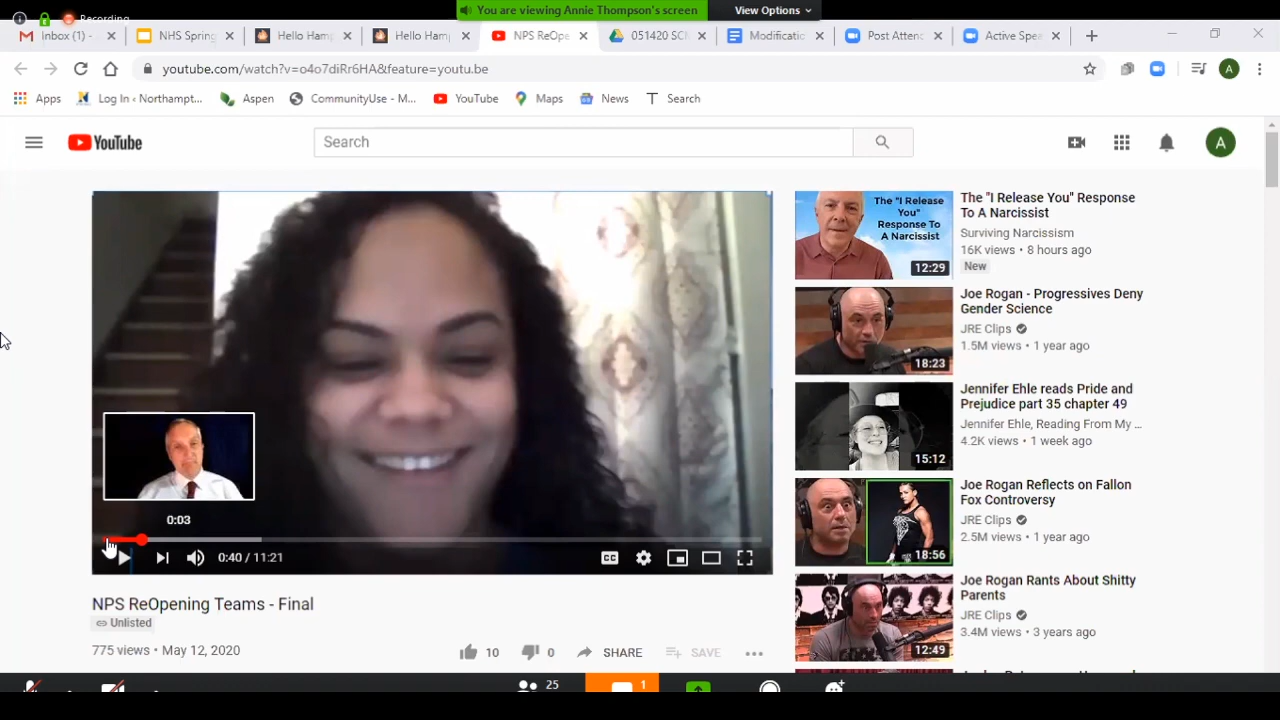 Recording
You are viewing Annie Thompson's screen
View Options
Inbox (1) -
NHS Spring
Hello Ham
Hello Ham
NPS ReOpe
051420 SC
Modificatio
Post Attend
Active Spea
youtube.com/watch?v=o4o7diRr6HA&feature=youtu.be
A
Apps
Log In ‹ Northampt...
Aspen
CommunityUse - M...
YouTube
Maps
News
Search
YouTube
Search
A
The "I Release
You"
Response To
A Narcissist
12:29
The "I Release You" Response
To A Narcissist
Surviving Narcissism
16K views • 8 hours ago
New
18:23
Joe Rogan - Progressives Deny
Gender Science
JRE Clips
1.5M views • 1 year ago
15:12
Jennifer Ehle reads Pride and
Prejudice part 35 chapter 49
Jennifer Ehle, Reading From My ...
4.2K views • 1 week ago
18:56
Joe Rogan Reflects on Fallon
Fox Controversy
JRE Clips
2.5M views • 1 year ago
12:49
Joe Rogan Rants About Shitty
Parents
JRE Clips
3.4M views • 3 years ago
0:03
0:40 / 11:21
CC
NPS ReOpening Teams - Final
Unlisted
775 views • May 12, 2020
10
0
SHARE
SAVE
25
1